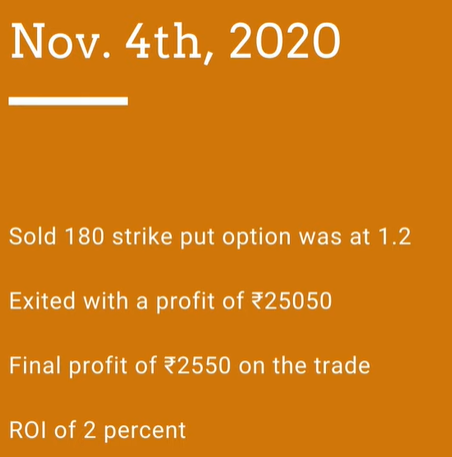 Nov. 4th, 2020
Sold 180 strike put option was at 1.2
Exited with a profit of ₹25050
Final profit of ₹2550 on the trade
ROI of 2 percent